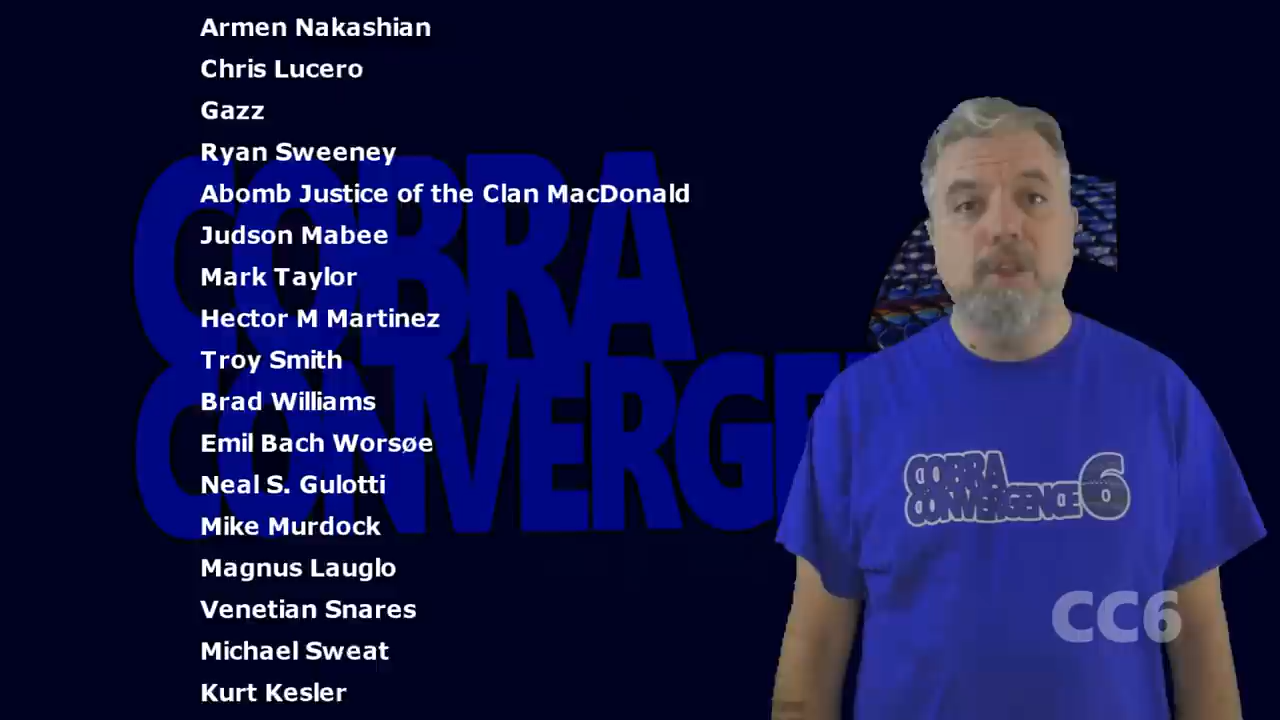 Armen Nakashian
Chris Lucero
Gazz
Ryan Sweeney
Abomb Justice of the Clan MacDonald
Judson Mabee
Mark Taylor
Hector M Martinez
Troy Smith
Brad Williams
Emil Bach Worsøe
Neal S. Gulotti
Mike Murdock
Magnus Lauglo
Venetian Snares
Michael Sweat
Kurt Kesler
COBRA
CONVERGE
COBRA
CONVERGENCE 6
CC6